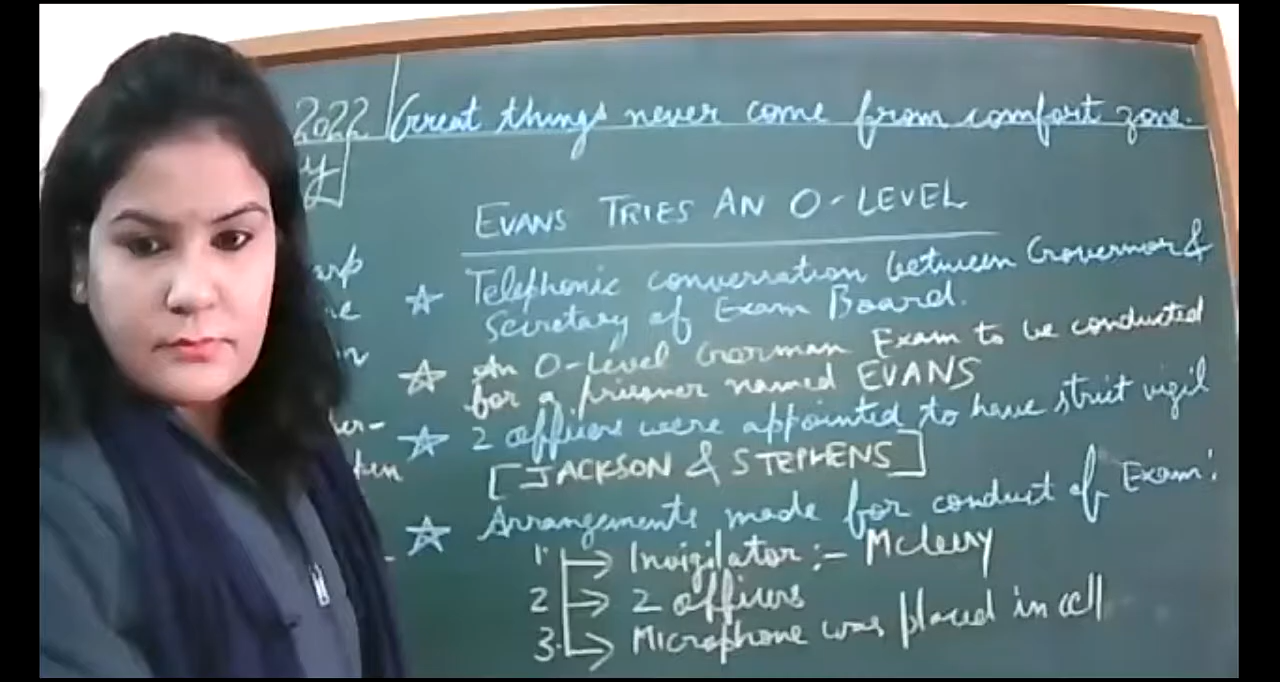 2022
Great things never come from comfort zone.
y
EVANS TRIES AN O-LEVEL
☆ Telephonic conversation between Governor &
Secretary of Exam Board.
☆ An O-Level German Exam to be conducted
for a prisoner named EVANS
☆ 2 officers were appointed to have strict vigil
[JACKSON & STEPHENS]
☆ Arrangements made for conduct of Exam:
1. → Invigilator :- Mcleery
2 → 2 officers
3. → Microphone was placed in cell